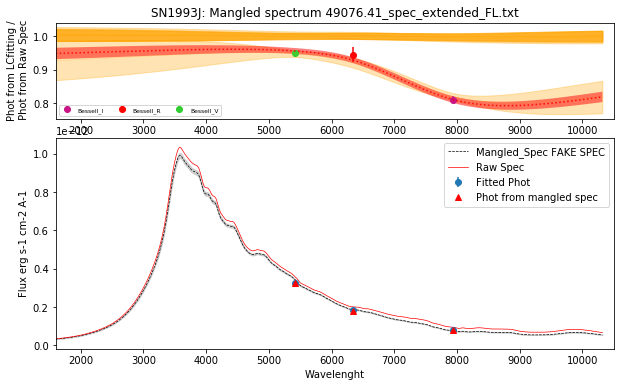 SN1993J: Mangled spectrum 49076.41_spec_extended_FL.txt
Phot from LCfitting /
Phot from Raw Spec
1.0
0.9
0.8
Bessell_I Bessell_R Bessell_V
2000 3000 4000 5000 6000 7000 8000 9000 10000
Flux erg s-1 cm-2 A-1
1.0
0.8
0.6
0.4
0.2
0.0
Mangled_Spec FAKE SPEC
Raw Spec
Fitted Phot
Phot from mangled spec
2000 3000 4000 5000 6000 7000 8000 9000 10000
Wavelenght